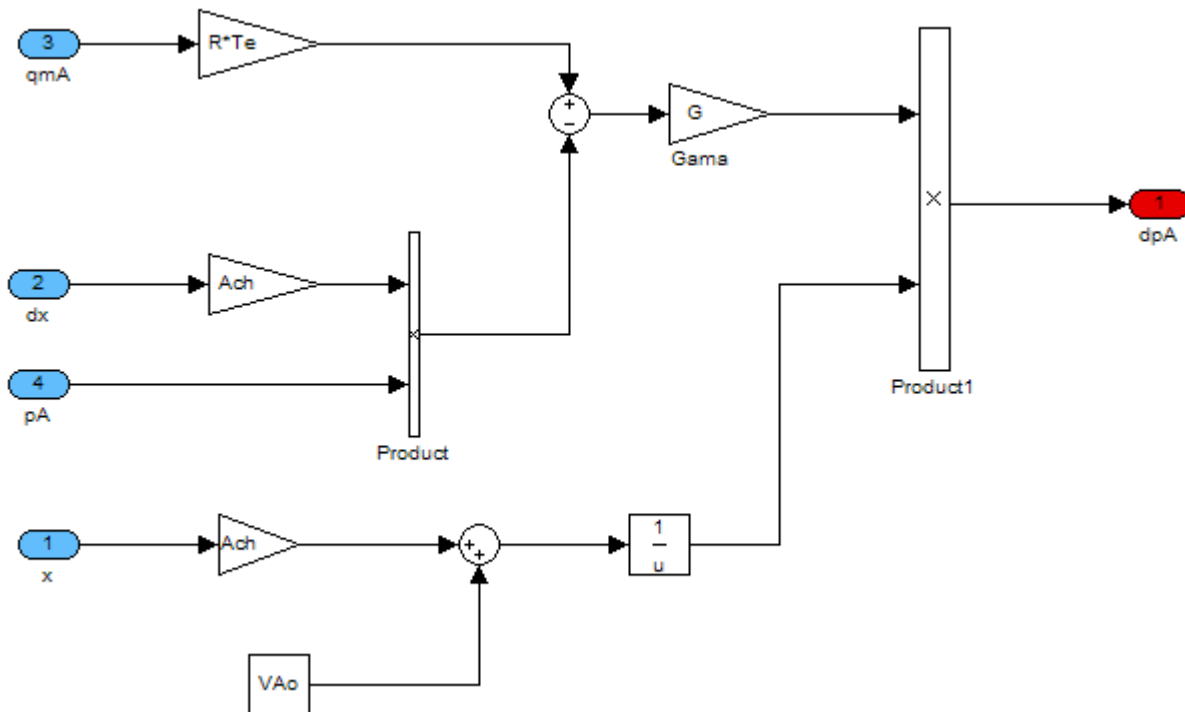 3
R*Te
qmA
+
−
G
Gama
×
1
dpA
2
Ach
dx
×
4
pA
Product1
Product
1
Ach
+
+
1
u
x
VAo